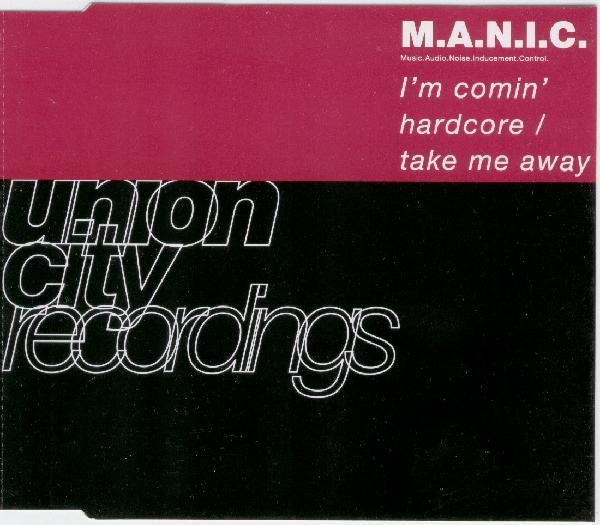 M.A.N.I.C.
Music.Audio.Noise.Inducement.Control.
I'm comin'
hardcore /
take me away
union
city
recordings